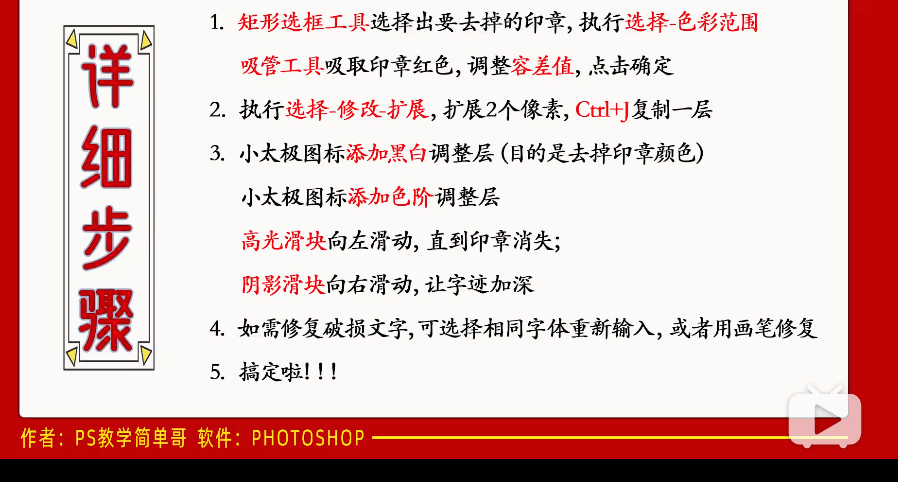 详细步骤
1. 矩形选框工具选择出要去掉的印章, 执行选择-色彩范围
吸管工具吸取印章红色, 调整容差值, 点击确定
2. 执行选择-修改-扩展, 扩展2个像素, Ctrl+J复制一层
3. 小太极图标添加黑白调整层 (目的是去掉印章颜色)
小太极图标添加色阶调整层
高光滑块向左滑动, 直到印章消失;
阴影滑块向右滑动, 让字迹加深
4. 如需修复破损文字, 可选择相同字体重新输入, 或者用画笔修复
5. 搞定啦!!!
作者: PS教学简单哥 软件: PHOTOSHOP